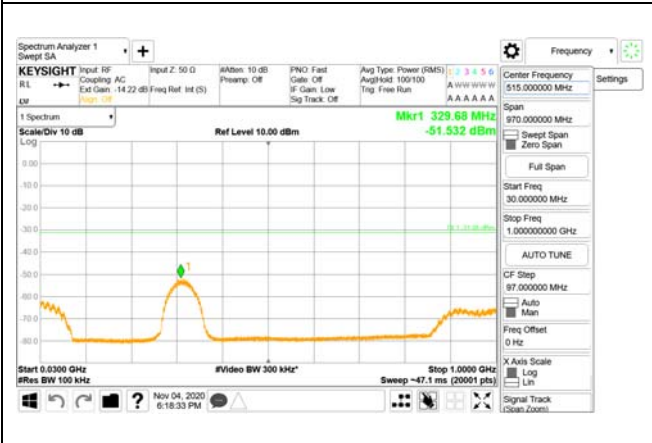 Spectrum Analyzer 1
Swept SA
Frequency
KEYSIGHT
Input: RF
Coupling: AC
Ext Gain: -14.22 dB
Align: Off
Input Z: 50 Ω
Freq Ref: Int (S)
#Atten: 10 dB
Preamp: Off
PNO: Fast
Gate: Off
IF Gain: Low
Sig Track: Off
Avg Type: Power (RMS)
Avg|Hold: 100/100
Trig: Free Run
1 2 3 4 5 6
A W W W W W
A A A A A A
R L
1 Spectrum
Scale/Div 10 dB
Log
Ref Level 10.00 dBm
Mkr1 329.68 MHz
-51.532 dBm
0.00
-10.0
-20.0
-30.0
-40.0
-50.0
-60.0
-70.0
-80.0
1
Start 0.0300 GHz
#Res BW 100 kHz
#Video BW 300 kHz*
Stop 1.0000 GHz
Sweep ~47.1 ms (20001 pts)
Nov 04, 2020
6:18:33 PM
?
Center Frequency
515.000000 MHz
Settings
Span
970.000000 MHz
Swept Span
Zero Span
Full Span
Start Freq
30.000000 MHz
Stop Freq
1.000000000 GHz
AUTO TUNE
CF Step
97.000000 MHz
Auto
Man
Freq Offset
0 Hz
X Axis Scale
Log
Lin
Signal Track
(Span Zoom)